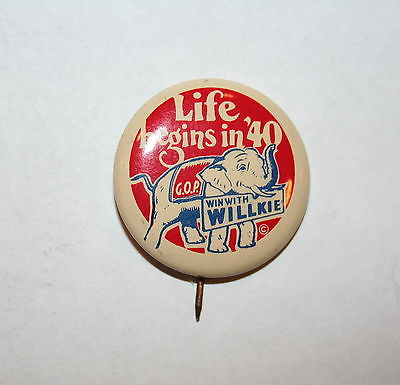 Life
begins in '40
G.O.P.
WIN WITH
WILLKIE
©